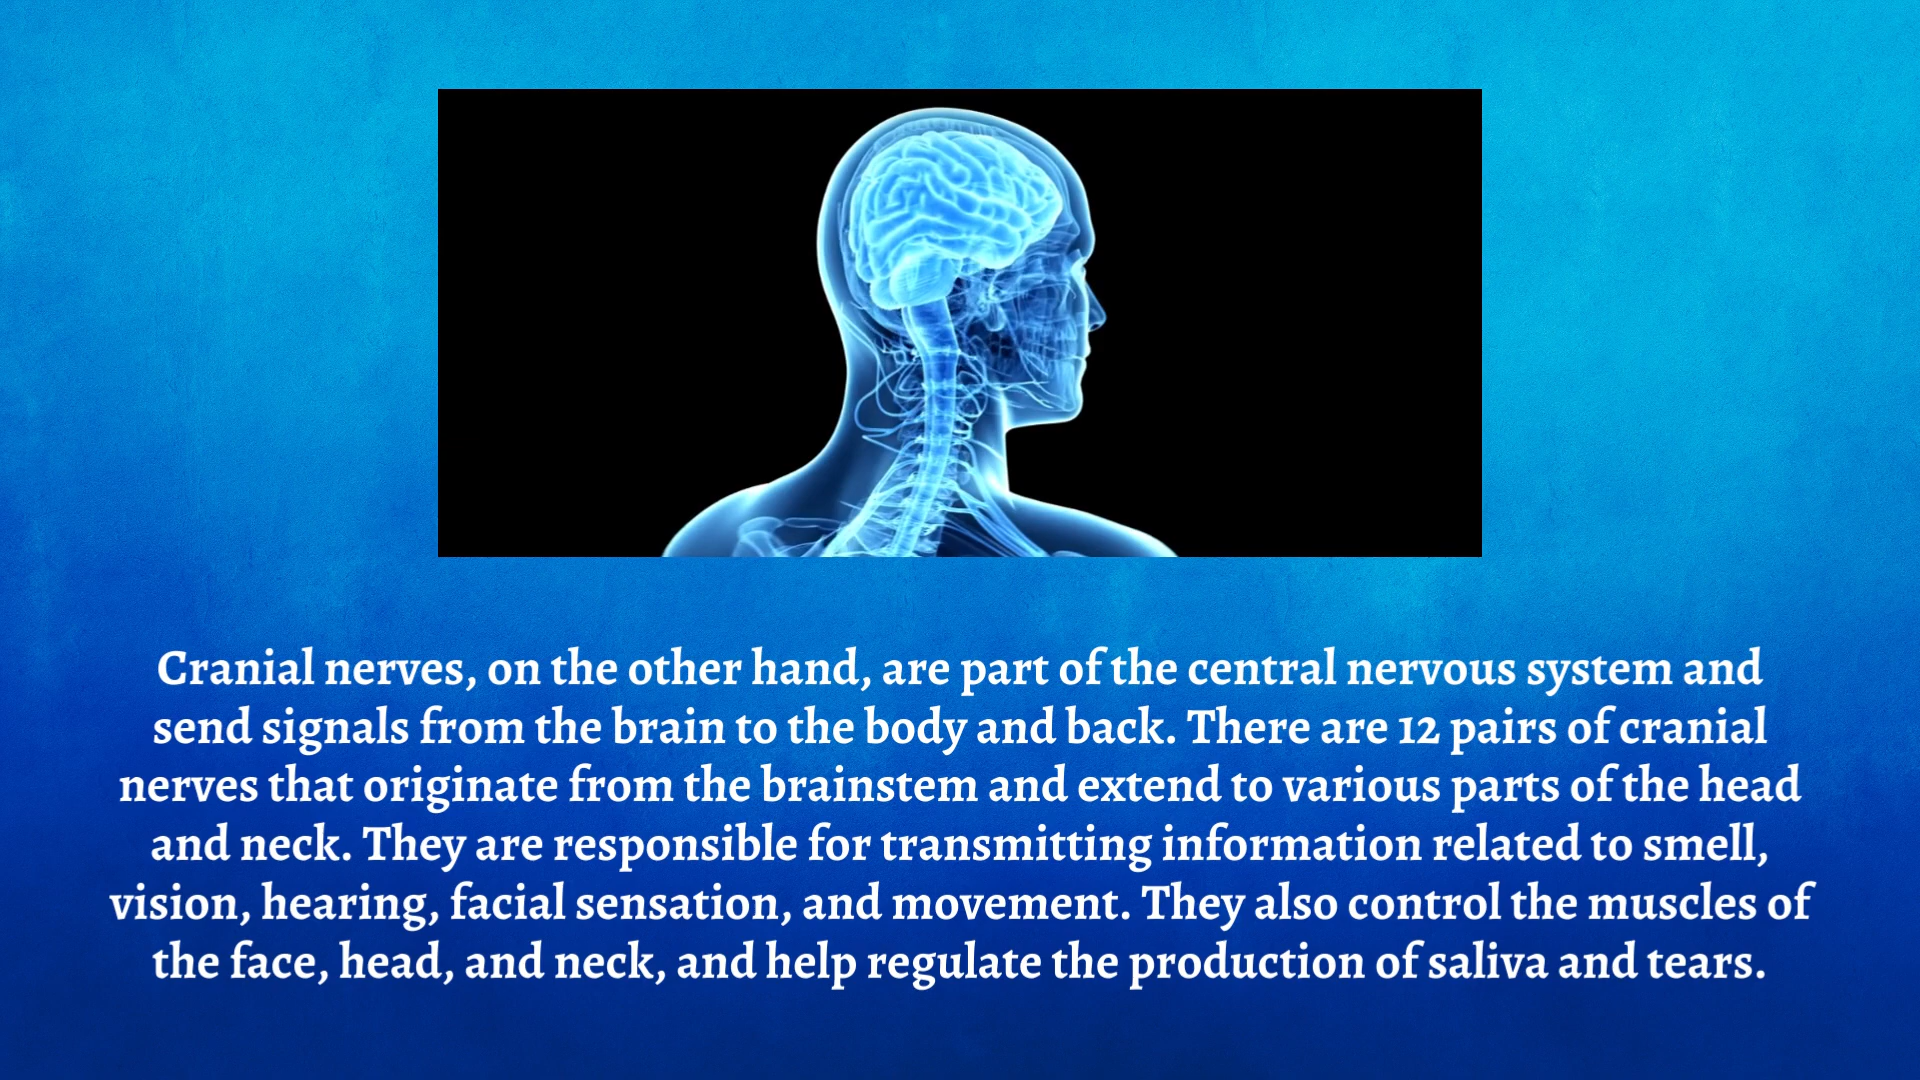 Cranial nerves, on the other hand, are part of the central nervous system and
send signals from the brain to the body and back. There are 12 pairs of cranial
nerves that originate from the brainstem and extend to various parts of the head
and neck. They are responsible for transmitting information related to smell,
vision, hearing, facial sensation, and movement. They also control the muscles of
the face, head, and neck, and help regulate the production of saliva and tears.